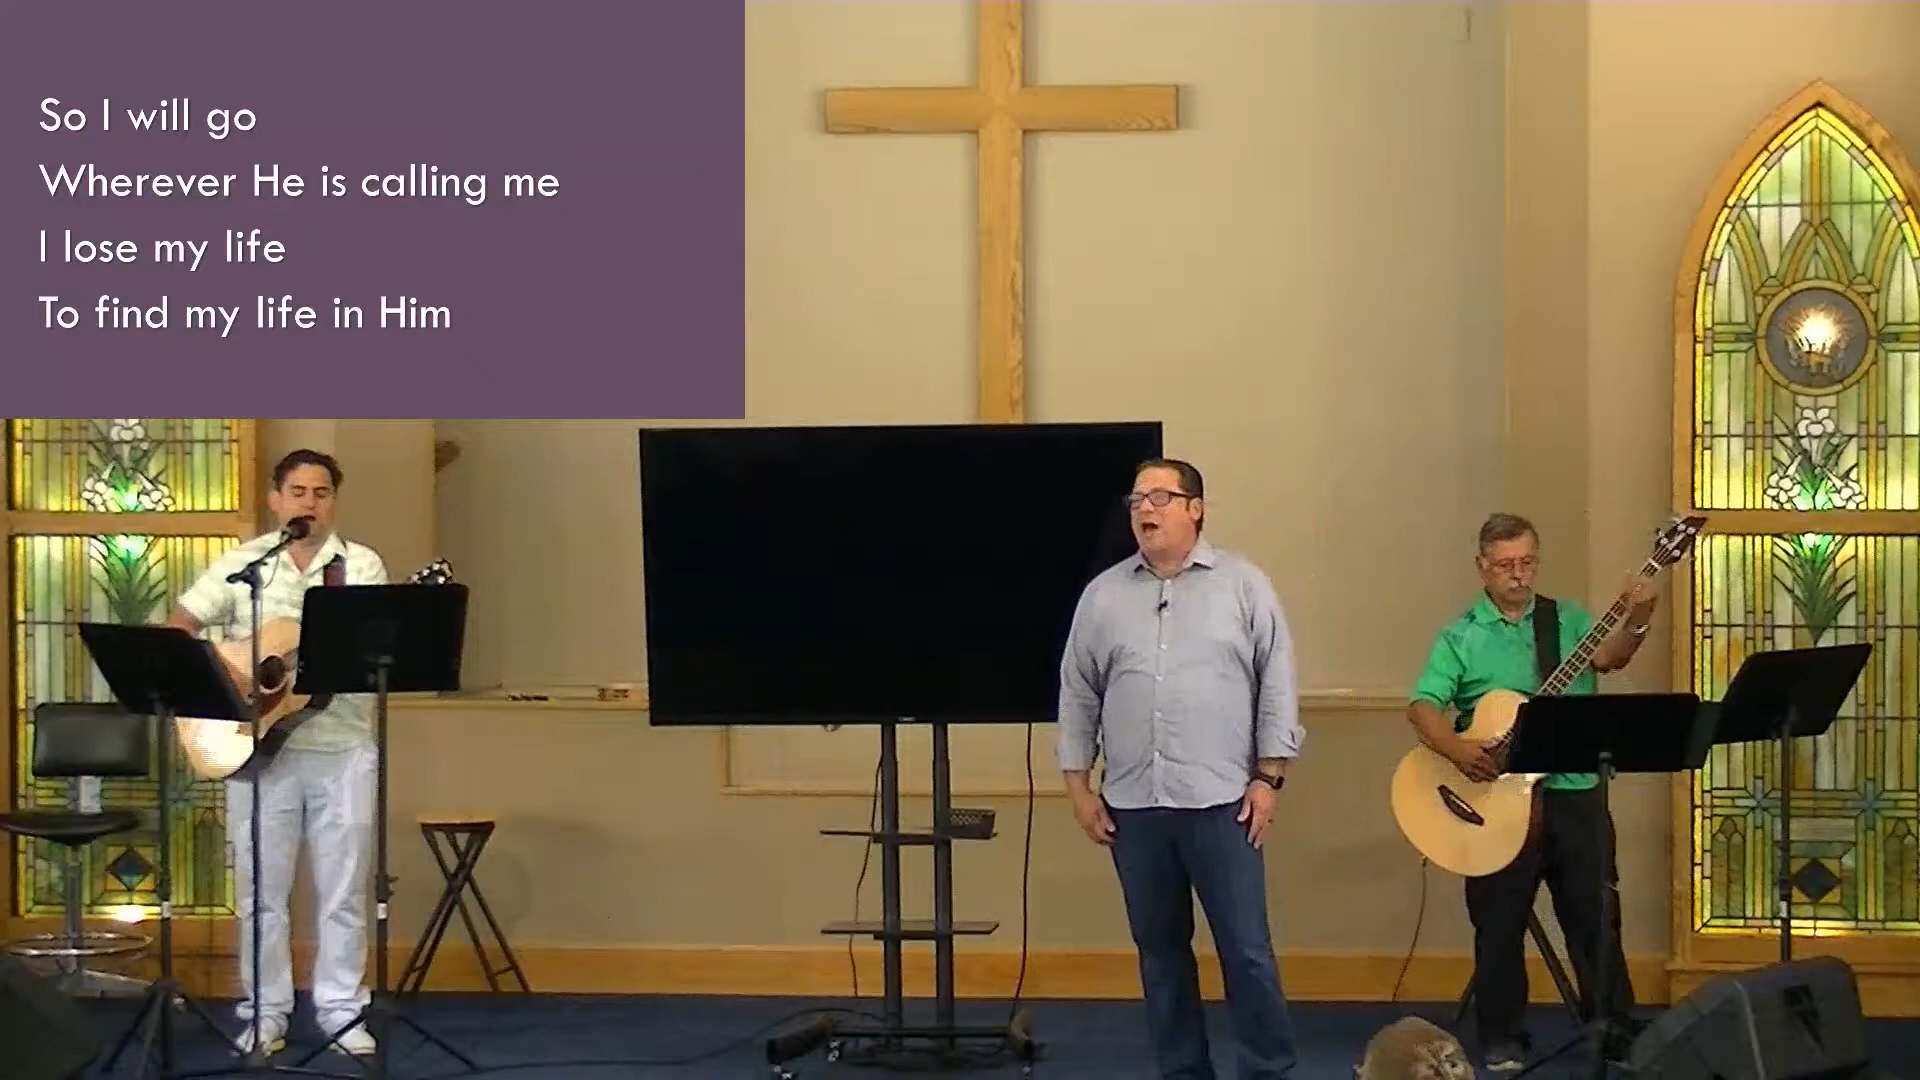 So I will go
Wherever He is calling me
I lose my life
To find my life in Him